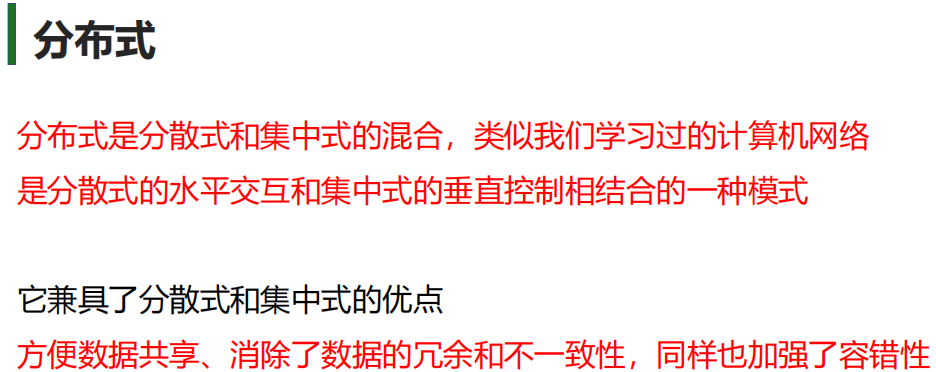 分布式
分布式是分散式和集中式的混合，类似我们学习过的计算机网络
是分散式的水平交互和集中式的垂直控制相结合的一种模式
它兼具了分散式和集中式的优点
方便数据共享、消除了数据的冗余和不一致性，同样也加强了容错性